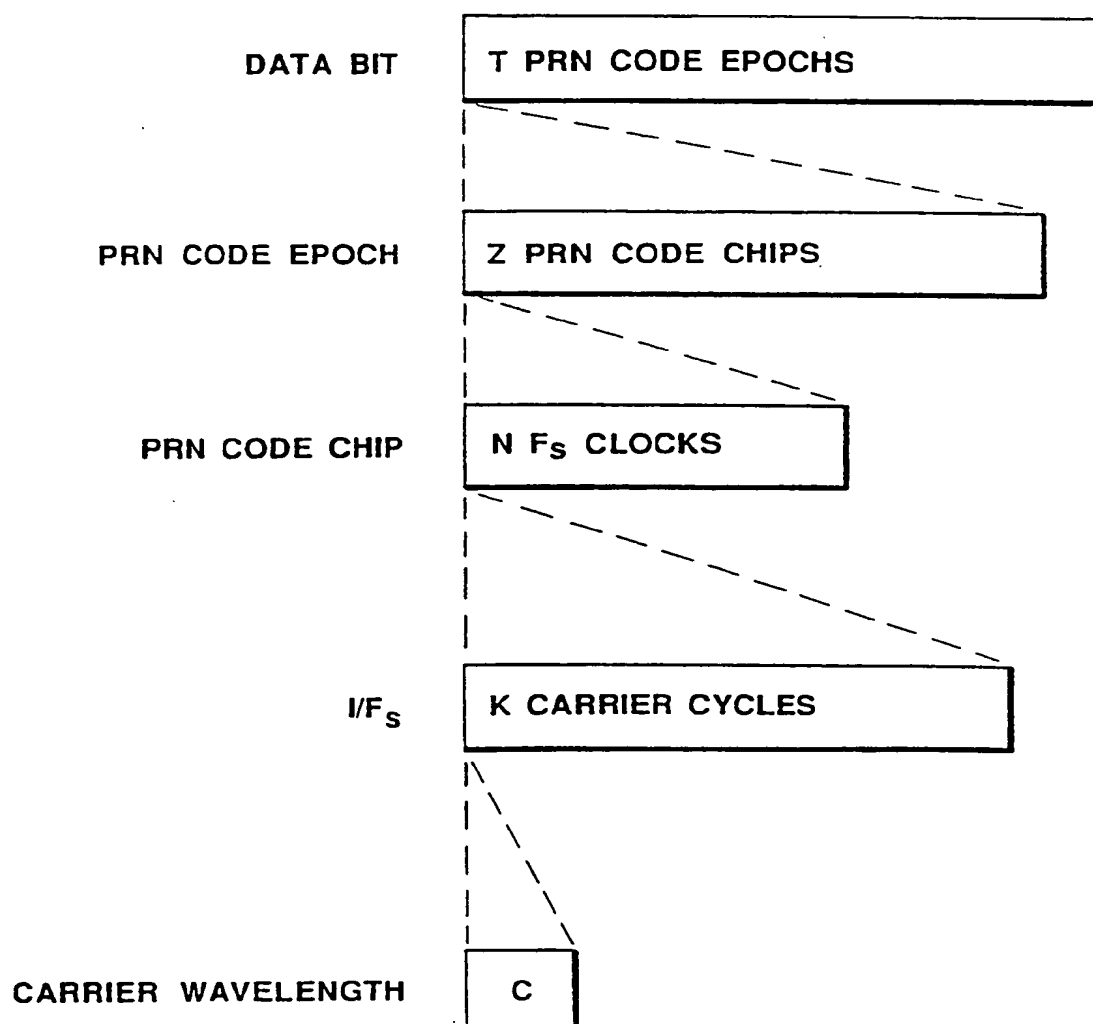 DATA BIT T PRN CODE EPOCHS
PRN CODE EPOCH Z PRN CODE CHIPS
PRN CODE CHIP N FS CLOCKS
I/FS K CARRIER CYCLES
CARRIER WAVELENGTH C